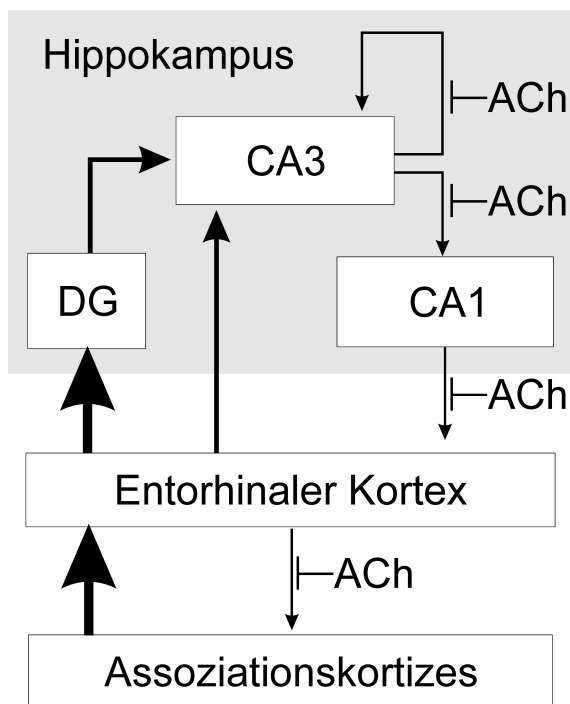 Hippokampus
ACh
CA3
ACh
DG
CA1
ACh
Entorhinaler Kortex
ACh
Assoziationskortizes